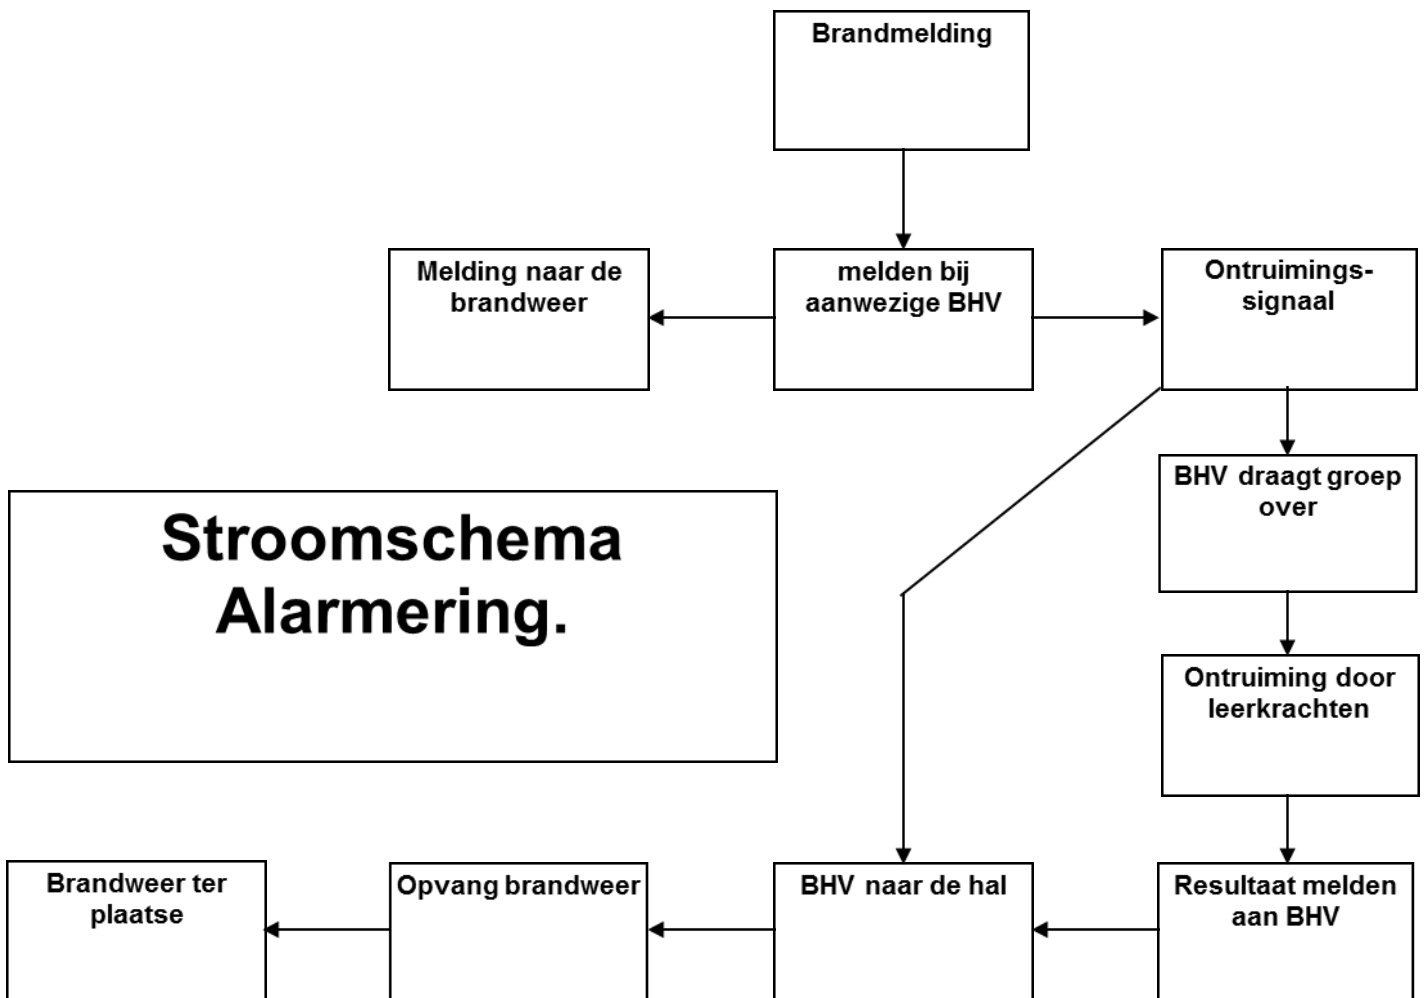 Brandmelding
Melding naar de
brandweer
melden bij
aanwezige BHV
Ontruimings-
signaal
BHV draagt groep
over
Stroomschema
Alarmering.
Ontruiming door
leerkrachten
Brandweer ter
plaatse
Opvang brandweer
BHV naar de hal
Resultaat melden
aan BHV